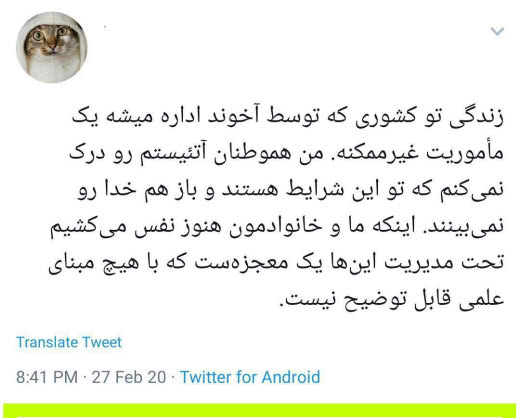 زندگی تو کشوری که توسط آخوند اداره میشه یک
مأموریت غیرممکنه. من هموطنان آتئیستم رو درک
نمی‌کنم که تو این شرایط هستند و باز هم خدا رو
نمی‌بینند. اینکه ما و خانوادمون هنوز نفس می‌کشیم
تحت مدیریت این‌ها یک معجزه‌ست که با هیچ مبنای
علمی قابل توضیح نیست.
Translate Tweet
8:41 PM · 27 Feb 20 · Twitter for Android